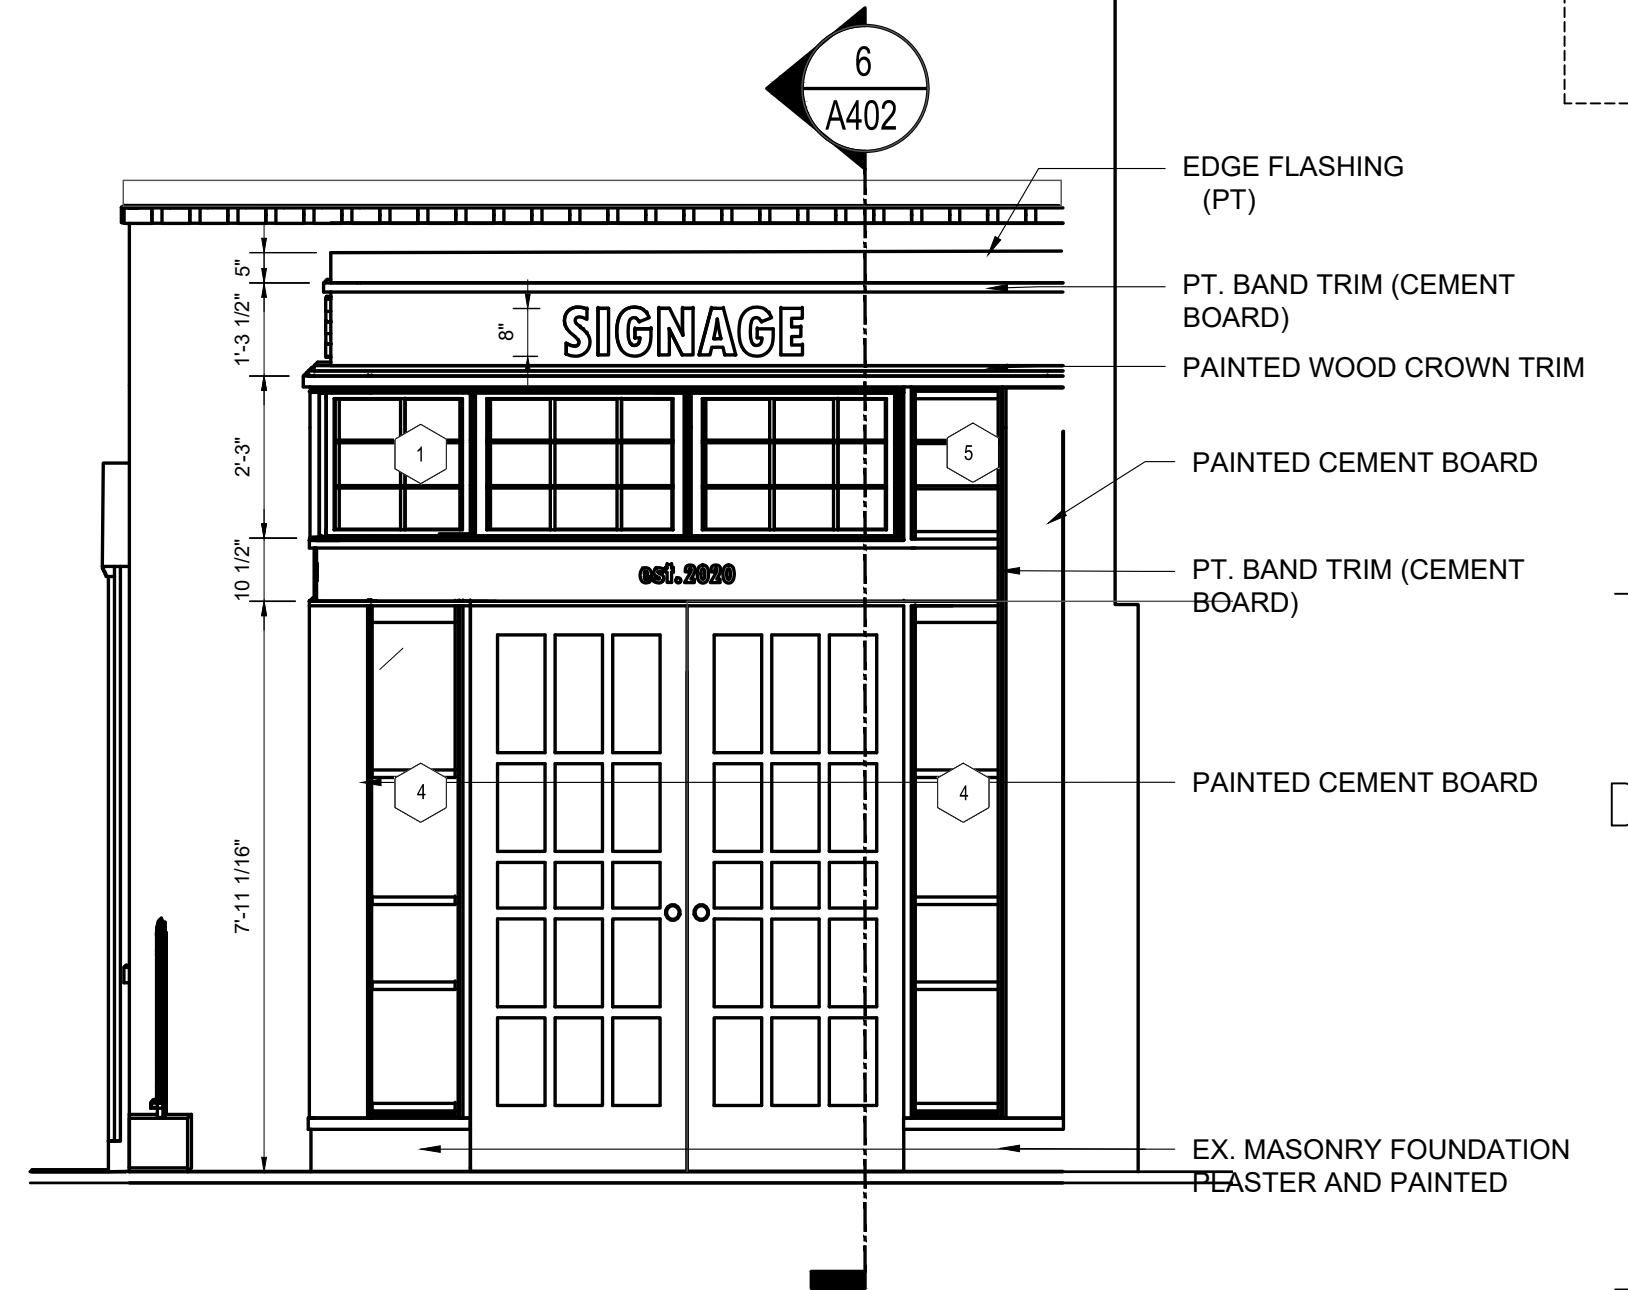 6
A402
EDGE FLASHING
(PT)
5"
PT. BAND TRIM (CEMENT
BOARD)
1'-3 1/2"
8"
SIGNAGE
PAINTED WOOD CROWN TRIM
2'-3"
1
5
PAINTED CEMENT BOARD
10 1/2"
est.2020
PT. BAND TRIM (CEMENT
BOARD)
4
4
PAINTED CEMENT BOARD
7'-11 1/16"
EX. MASONRY FOUNDATION
PLASTER AND PAINTED